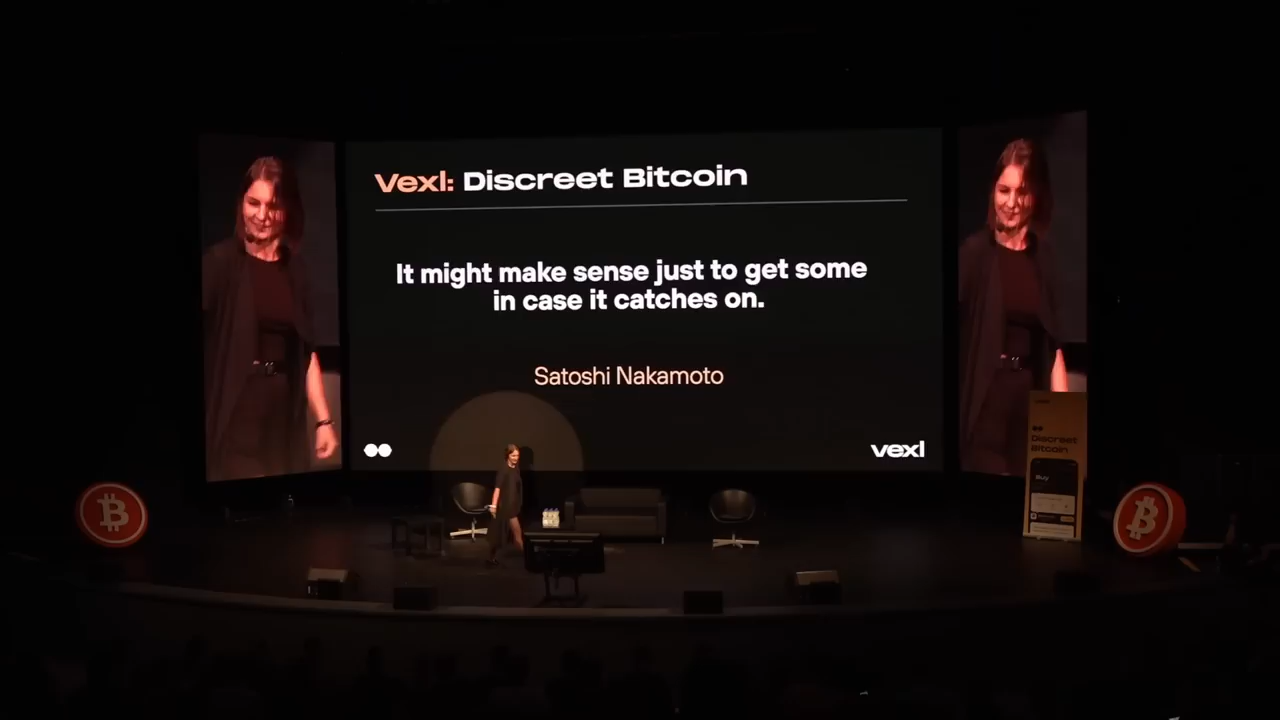 Vexl: Discreet Bitcoin
It might make sense just to get some
in case it catches on.
Satoshi Nakamoto
vexl
Discreet
Bitcoin
Buy